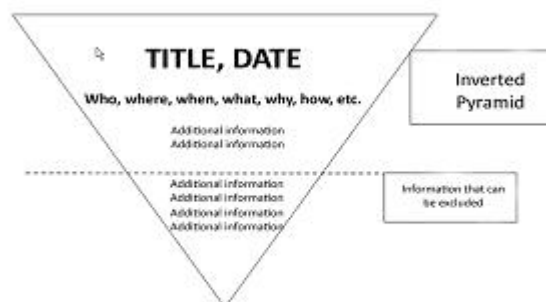 TITLE, DATE
Inverted
Pyramid
Who, where, when, what, why, how, etc.
Additional information
Additional information
Additional information
Additional information
Additional information
Additional information
Information that can
be excluded